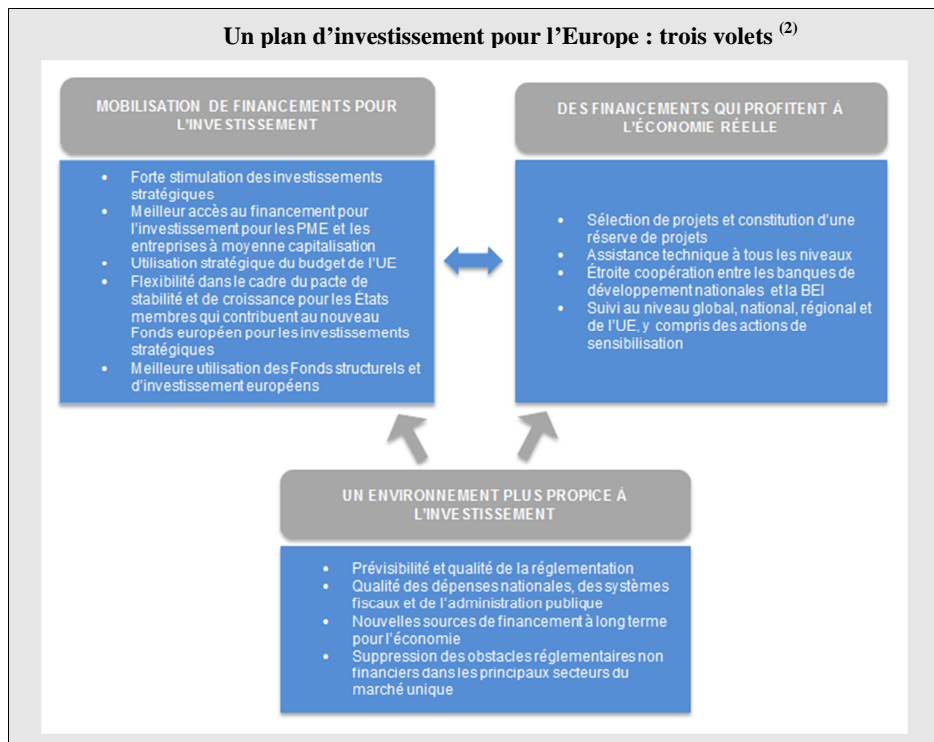 Un plan d’investissement pour l’Europe : trois volets (2)
MOBILISATION DE FINANCEMENTS POUR
L’INVESTISSEMENT
• Forte stimulation des investissements
stratégiques
• Meilleur accès au financement pour
l’investissement pour les PME et les
entreprises à moyenne capitalisation
• Utilisation stratégique du budget de l’UE
• Flexibilité dans le cadre du pacte de
stabilité et de croissance pour les États
membres qui contribuent au nouveau
Fonds européen pour les investissements
stratégiques
• Meilleure utilisation des Fonds structurels et
d’investissement européens
DES FINANCEMENTS QUI PROFITENT À
L’ÉCONOMIE RÉELLE
• Sélection de projets et constitution d’une
réserve de projets
• Assistance technique à tous les niveaux
• Étroite coopération entre les banques de
développement nationales et la BEI
• Suivi au niveau global, national, régional et
de l’UE, y compris des actions de
sensibilisation
UN ENVIRONNEMENT PLUS PROPICE À
L’INVESTISSEMENT
• Prévisibilité et qualité de la réglementation
• Qualité des dépenses nationales, des systèmes
fiscaux et de l’administration publique
• Nouvelles sources de financement à long terme
pour l’économie
• Suppression des obstacles réglementaires non
financiers dans les principaux secteurs du
marché unique